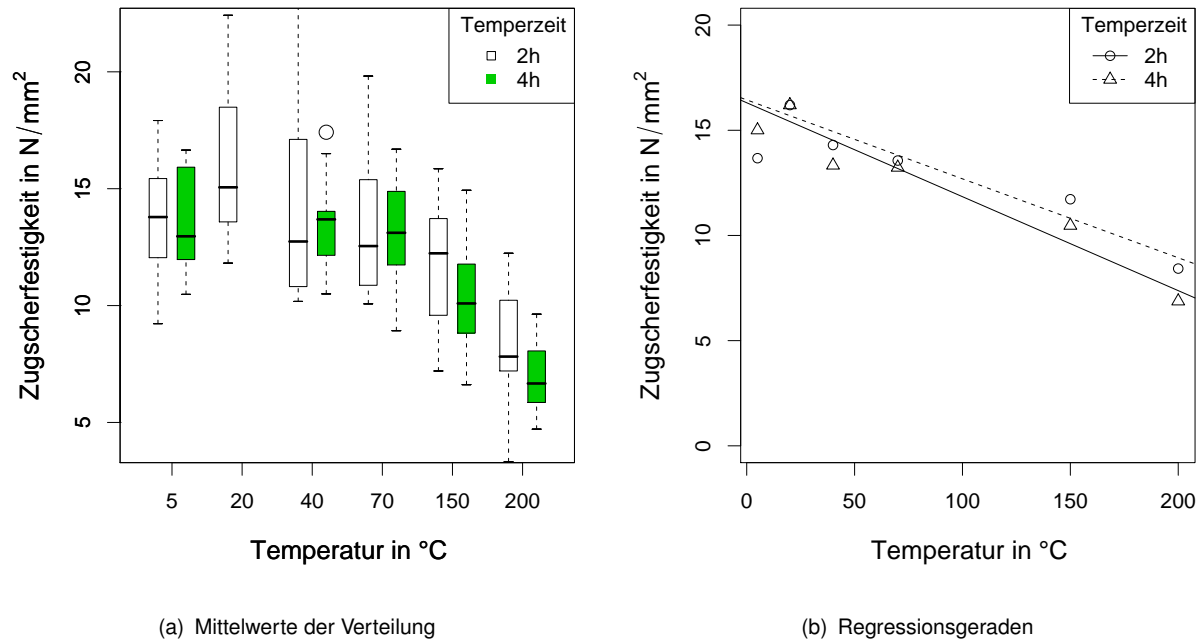 Temperzeit
2h
4h
Zugscherfestigkeit in N/mm²
20
15
10
5
5 20 40 70 150 200
Temperatur in °C
(a) Mittelwerte der Verteilung
Temperzeit
2h
4h
Zugscherfestigkeit in N/mm²
20
15
10
5
0
0 50 100 150 200
Temperatur in °C
(b) Regressionsgeraden